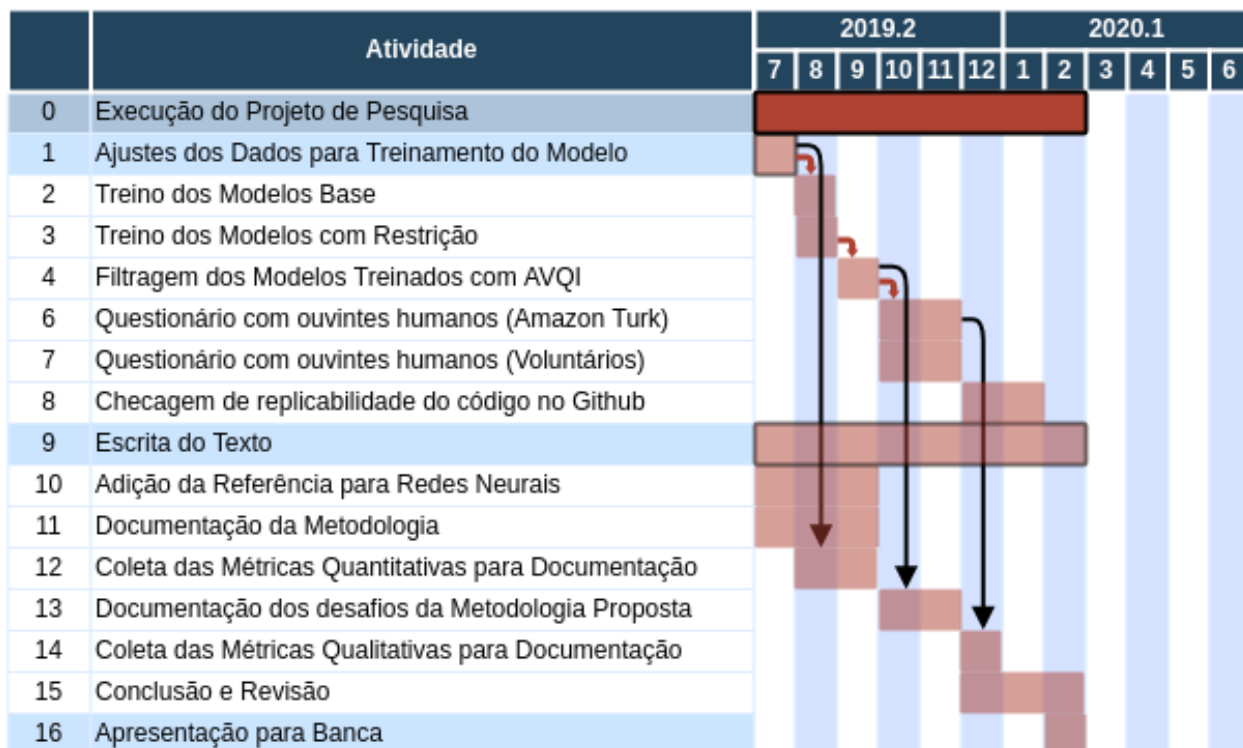 Atividade 2019.2 2020.1
7 8 9 10 11 12 1 2 3 4 5 6
0 Execução do Projeto de Pesquisa
1 Ajustes dos Dados para Treinamento do Modelo
2 Treino dos Modelos Base
3 Treino dos Modelos com Restrição
4 Filtragem dos Modelos Treinados com AVQI
6 Questionário com ouvintes humanos (Amazon Turk)
7 Questionário com ouvintes humanos (Voluntários)
8 Checagem de replicabilidade do código no Github
9 Escrita do Texto
10 Adição da Referência para Redes Neurais
11 Documentação da Metodologia
12 Coleta das Métricas Quantitativas para Documentação
13 Documentação dos desafios da Metodologia Proposta
14 Coleta das Métricas Qualitativas para Documentação
15 Conclusão e Revisão
16 Apresentação para Banca